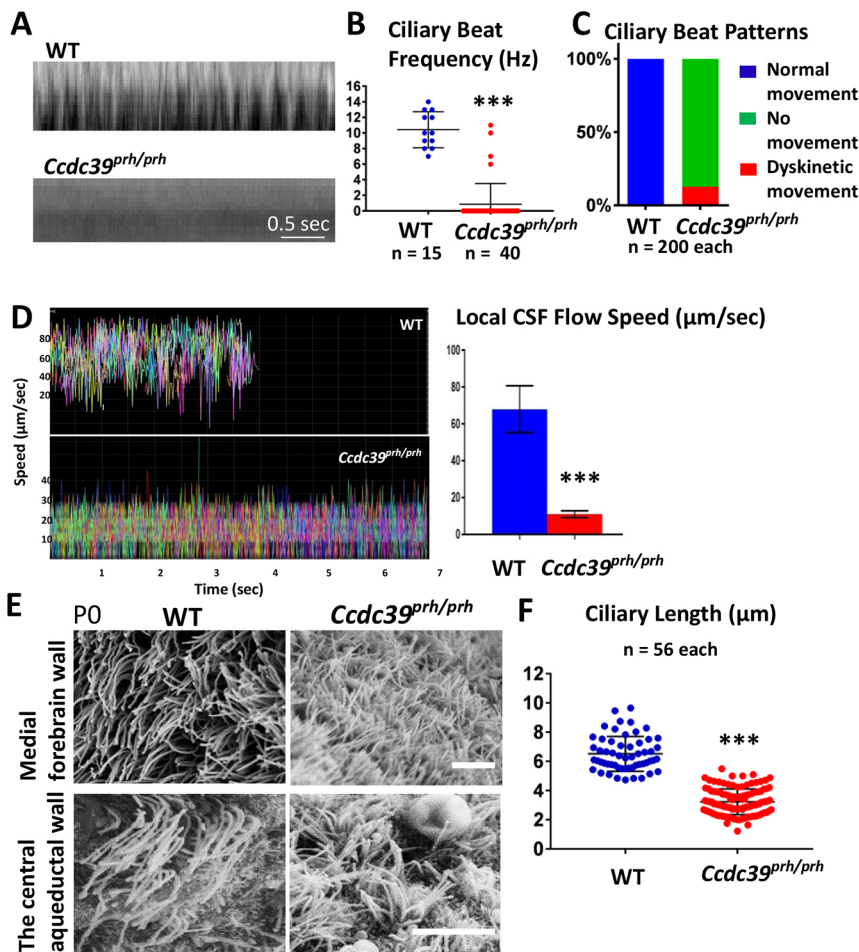 A
WT
Ccdc39prh/prh
0.5 sec
B
Ciliary Beat
Frequency (Hz)
16
14
12
10
8
6
4
2
0
***
WT
Ccdc39prh/prh
n = 15
n = 40
C
Ciliary Beat Patterns
100%
50%
0%
Normal
movement
No
movement
Dyskinetic
movement
WT
Ccdc39prh/prh
n = 200 each
D
Speed (µm/sec)
80
60
40
20
WT
40
30
20
10
Ccdc39prh/prh
1 2 3 4 5 6 7
Time (sec)
Local CSF Flow Speed (µm/sec)
100
80
60
40
20
0
***
WT
Ccdc39prh/prh
E
P0
WT
Ccdc39prh/prh
Medial
forebrain wall
The central
aqueductal wall
F
Ciliary Length (µm)
n = 56 each
12
10
8
6
4
2
0
***
WT
Ccdc39prh/prh